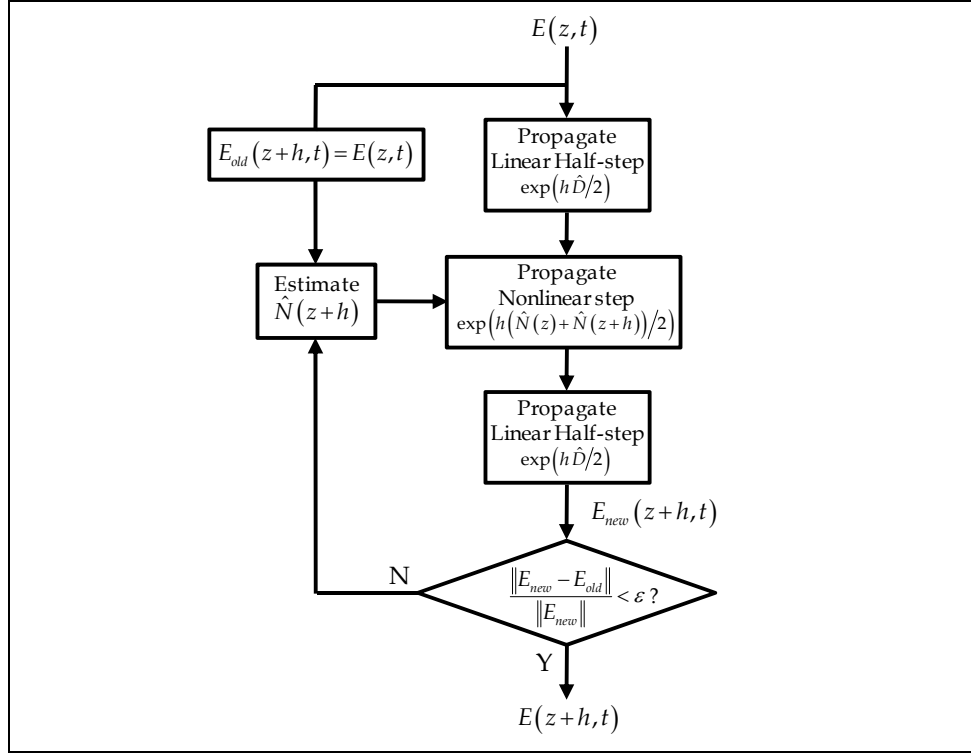 E(z,t)
E_old(z+h,t)=E(z,t)
Propagate
Linear Half-step
exp(hD̂/2)
Estimate
N̂(z+h)
Propagate
Nonlinear step
exp(h(N̂(z)+N̂(z+h))/2)
Propagate
Linear Half-step
exp(hD̂/2)
E_new(z+h,t)
N
‖E_new − E_old‖
‖E_new‖
< ε ?
Y
E(z+h,t)